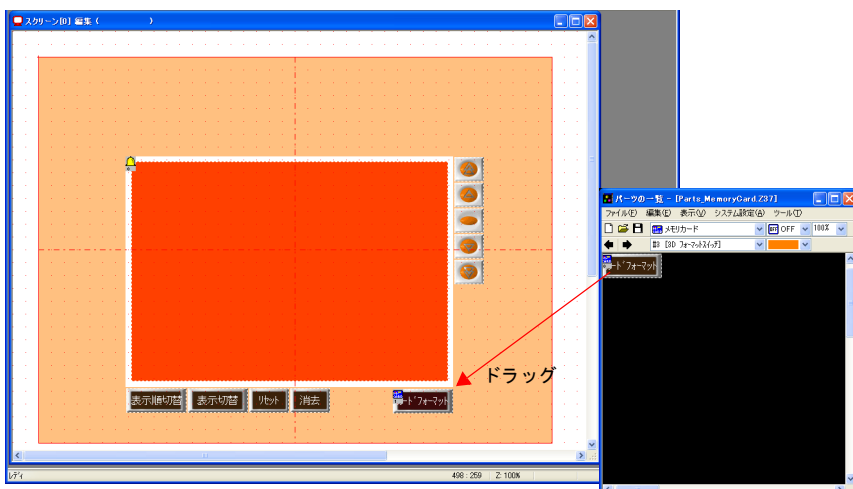 スクリーン[0] 編集 (          )
パーツの一覧 - [Parts_MemoryCard.Z37]
ファイル(F) 編集(E) 表示(V) システム設定(A) ツール(T)
メモリカード OFF OFF 100%
#3 [3D フォーマットスイッチ]
ード フォーマット
ドラッグ
表示順切替 表示切替 リセット 消去 ード フォーマット
レディ 498 : 259 Z: 100%